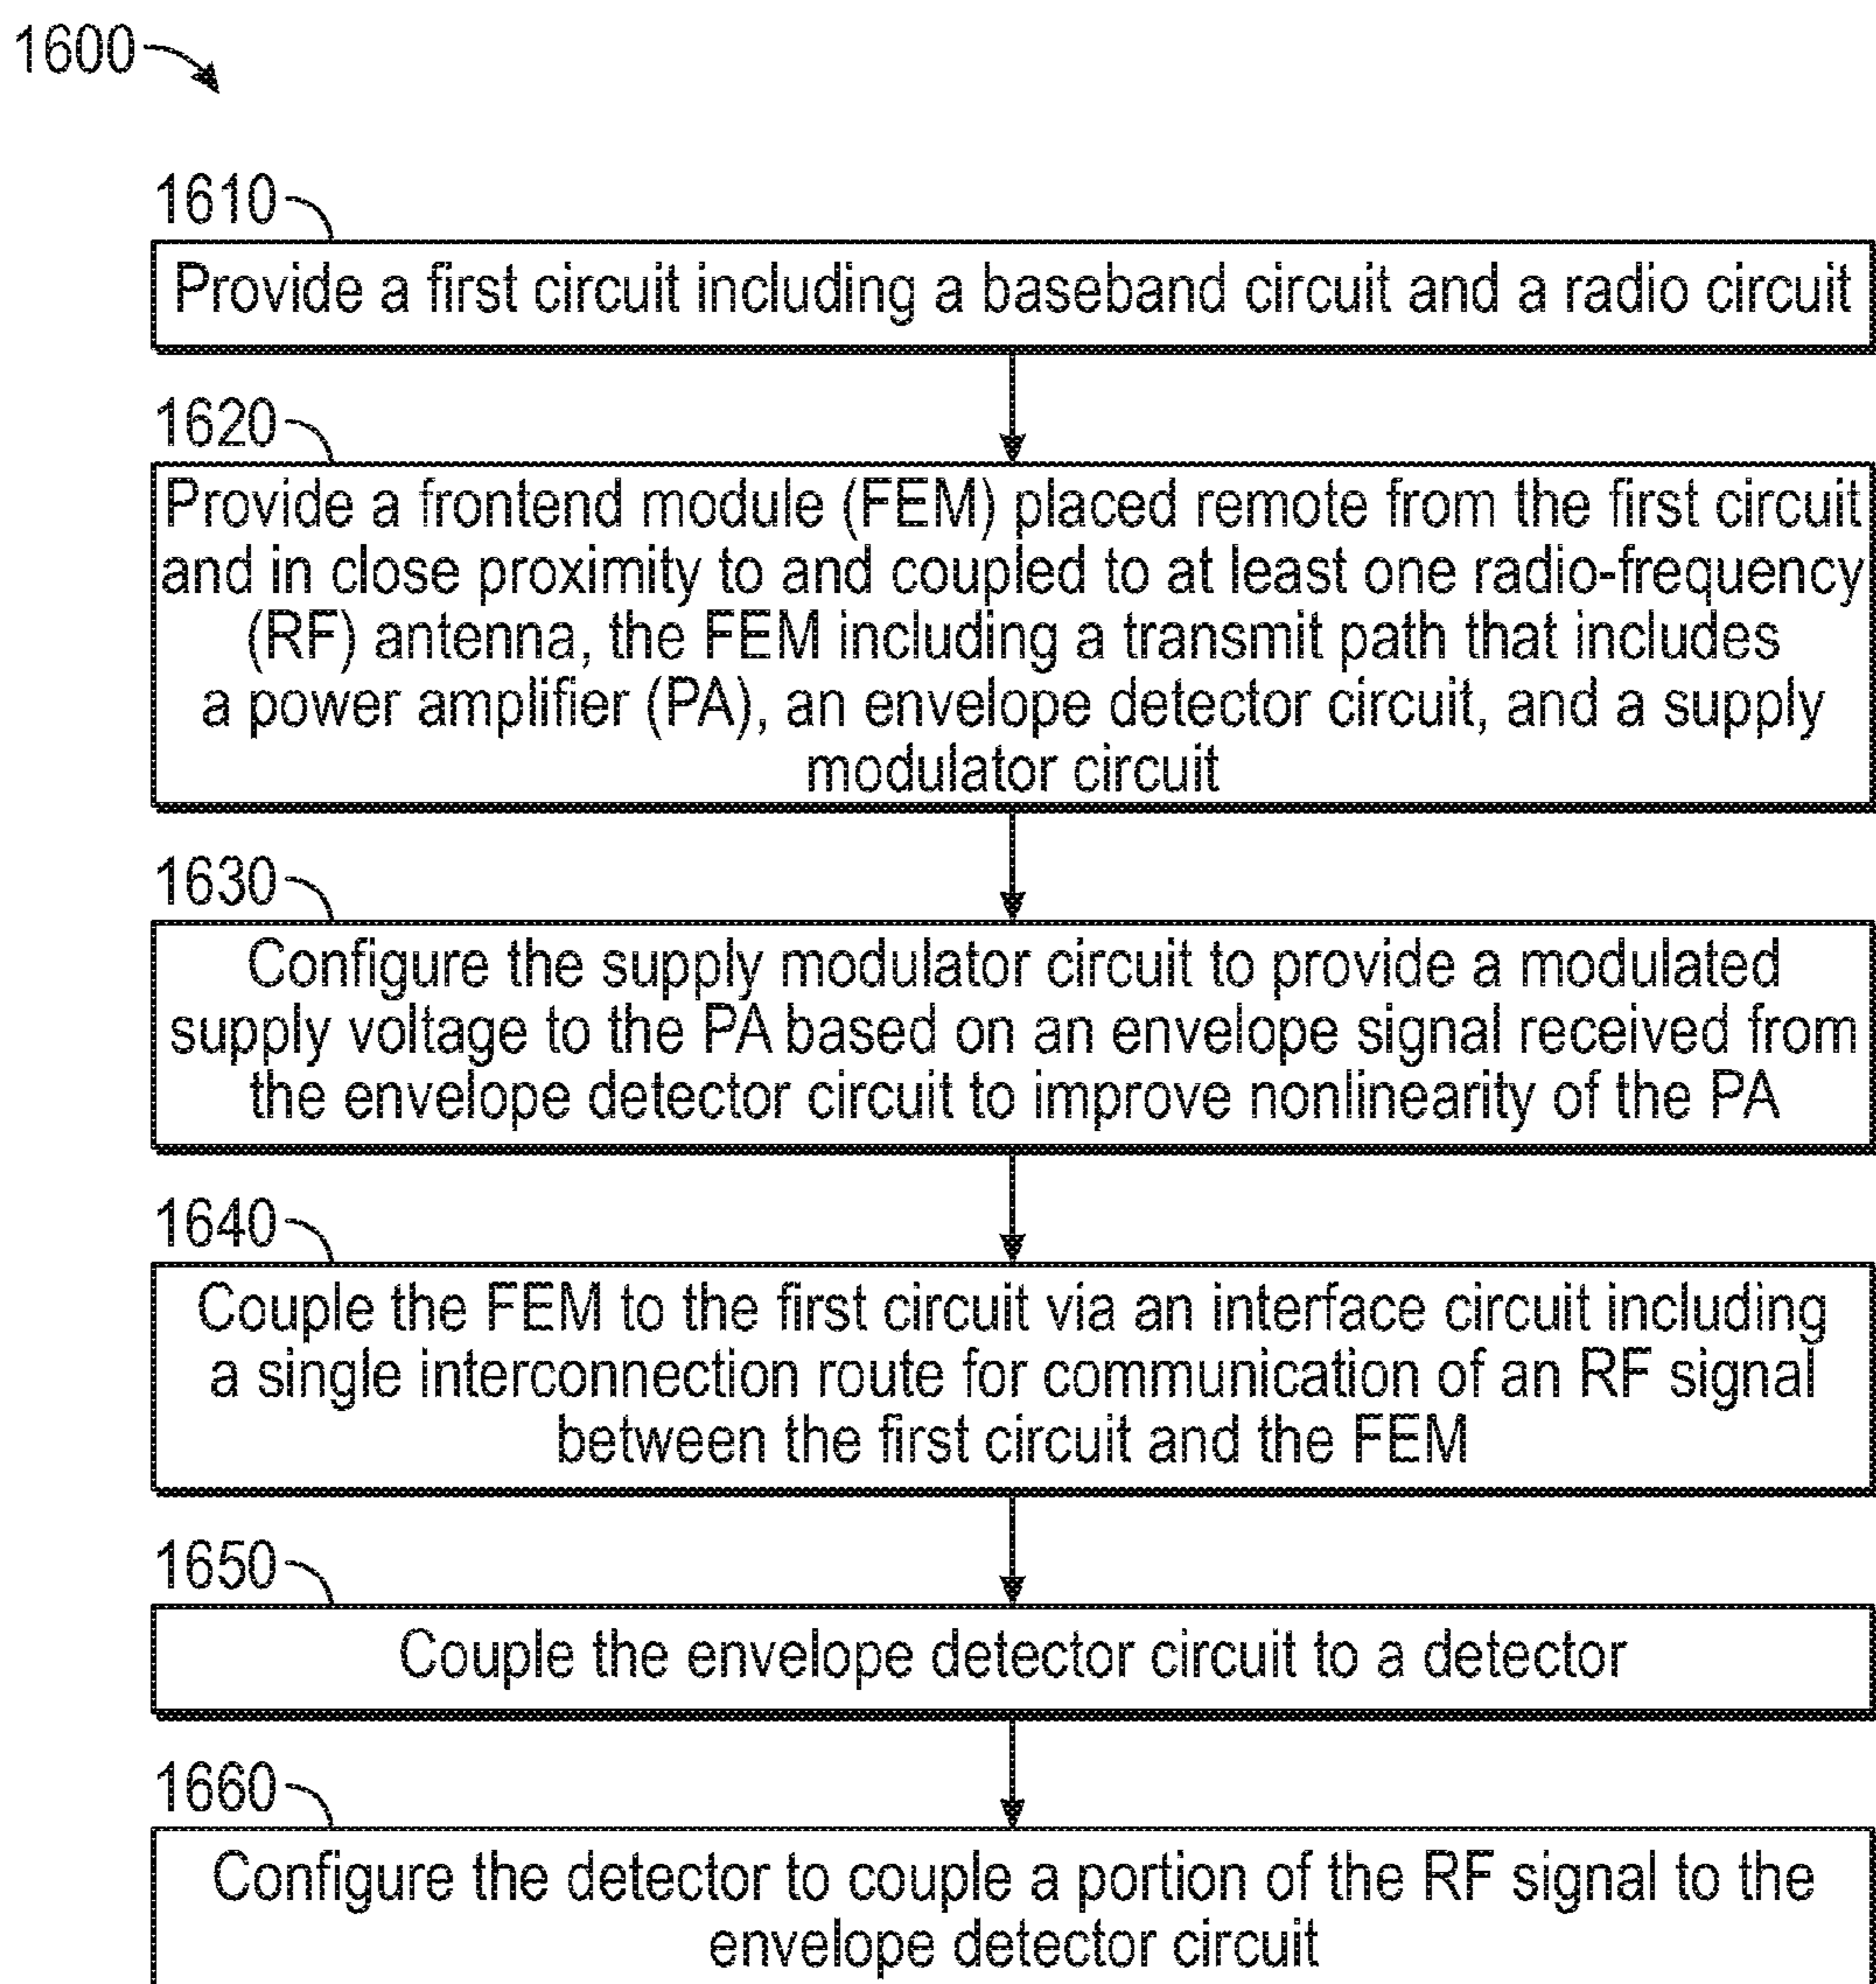 1600
1610
Provide a first circuit including a baseband circuit and a radio circuit
1620
Provide a frontend module (FEM) placed remote from the first circuit
and in close proximity to and coupled to at least one radio-frequency
(RF) antenna, the FEM including a transmit path that includes
a power amplifier (PA), an envelope detector circuit, and a supply
modulator circuit
1630
Configure the supply modulator circuit to provide a modulated
supply voltage to the PA based on an envelope signal received from
the envelope detector circuit to improve nonlinearity of the PA
1640
Couple the FEM to the first circuit via an interface circuit including
a single interconnection route for communication of an RF signal
between the first circuit and the FEM
1650
Couple the envelope detector circuit to a detector
1660
Configure the detector to couple a portion of the RF signal to the
envelope detector circuit